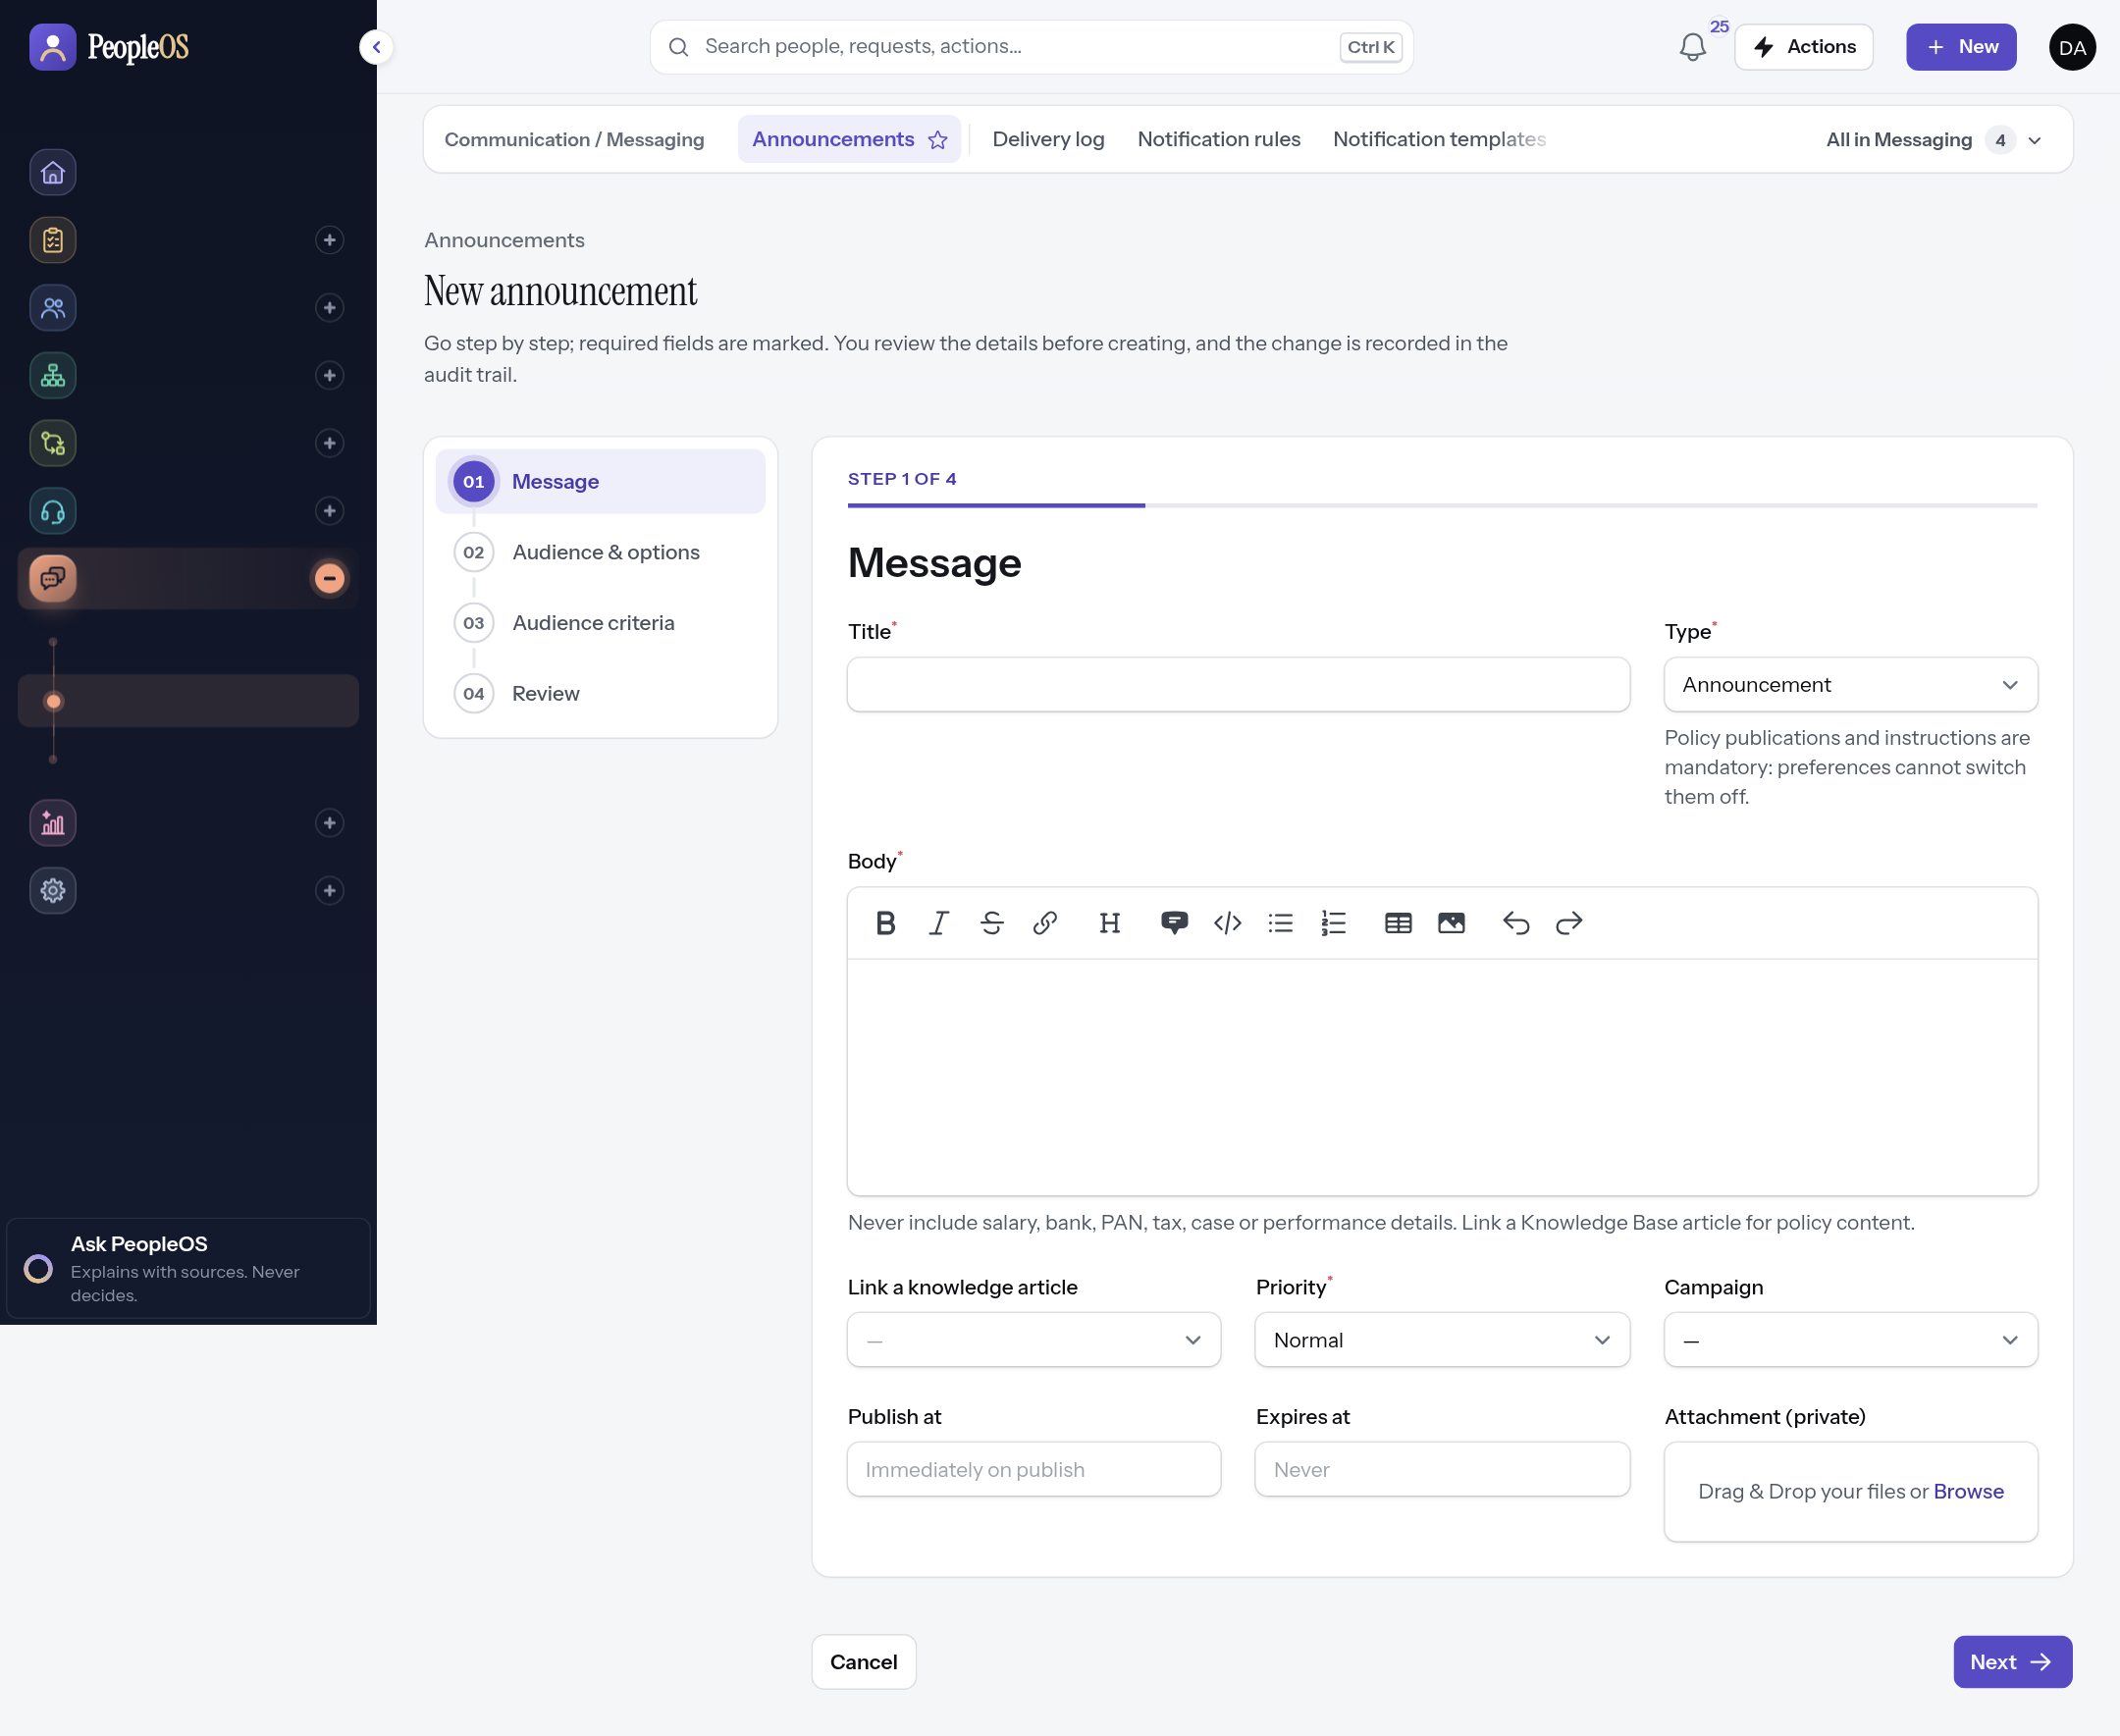 PeopleOS
Search people, requests, actions...
Ctrl K
25
Actions
New
DA
Communication / Messaging
Announcements
Delivery log
Notification rules
Notification templates
All in Messaging
4
Announcements
New announcement
Go step by step; required fields are marked. You review the details before creating, and the change is recorded in the
audit trail.
01 Message
02 Audience & options
03 Audience criteria
04 Review
STEP 1 OF 4
Message
Title*
Type*
Announcement
Policy publications and instructions are
mandatory: preferences cannot switch
them off.
Body*
Never include salary, bank, PAN, tax, case or performance details. Link a Knowledge Base article for policy content.
Link a knowledge article
Priority*
Campaign
—
Normal
—
Publish at
Expires at
Attachment (private)
Immediately on publish
Never
Drag & Drop your files or Browse
Cancel
Next
Ask PeopleOS
Explains with sources. Never
decides.